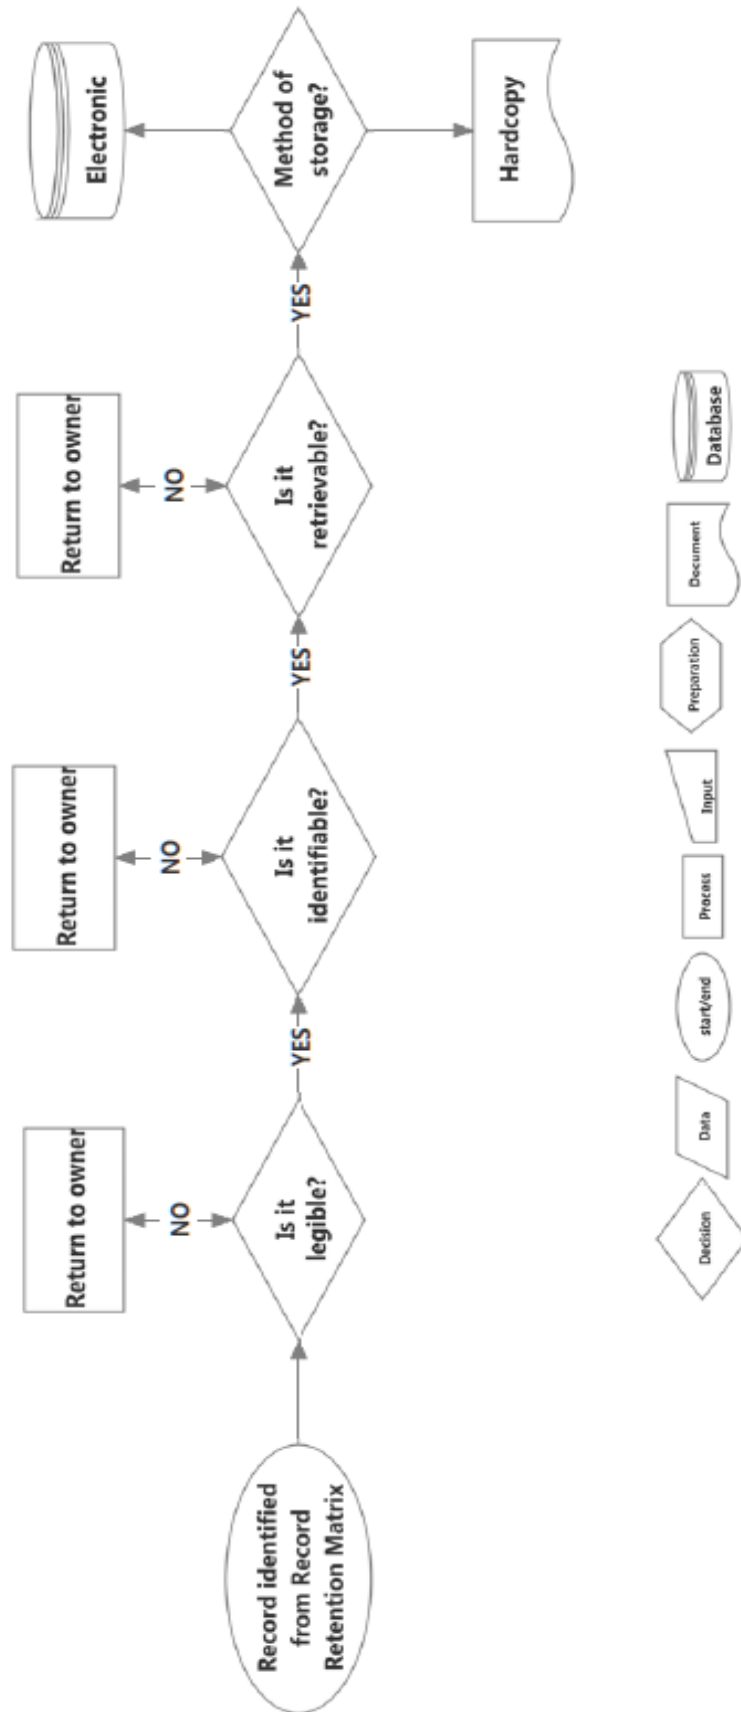 Record identified
from Record
Retention Matrix
Is it
legible?
NO
Return to owner
YES
Is it
identifiable?
NO
Return to owner
YES
Is it
retrievable?
NO
Return to owner
YES
Method of
storage?
Electronic
Hardcopy
Decision
Data
start/end
Process
Input
Preparation
Document
Database